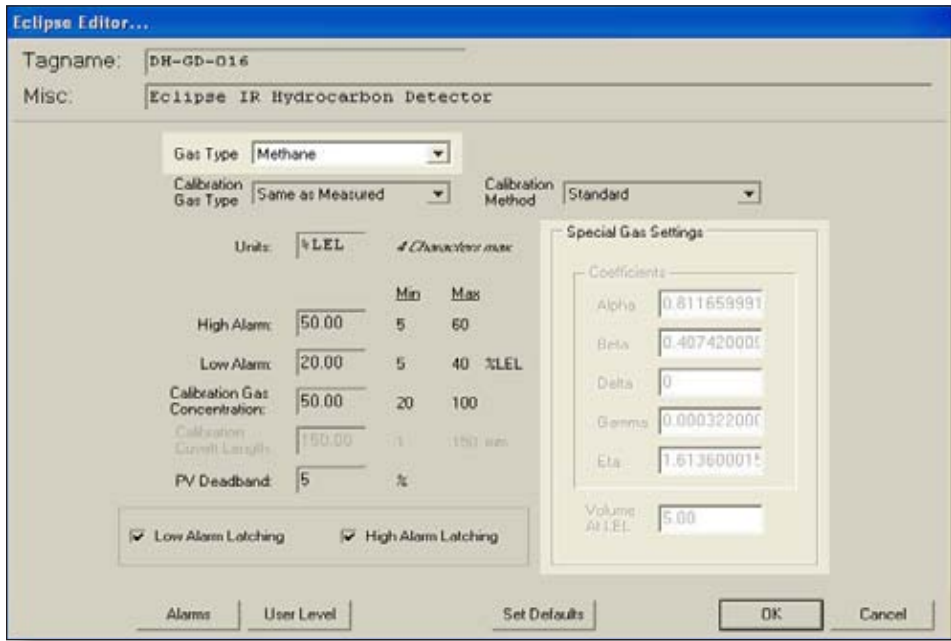 Eclipse Editor...
Tagname: DH-GD-016
Misc: Eclipse IR Hydrocarbon Detector
Gas Type Methane
Calibration Gas Type Same as Measured Calibration Method Standard
Units: %LEL 4 Characters max
Special Gas Settings
Coefficients
Min Max
Alpha 0.811659991
High Alarm: 50.00 5 60
Beta 0.407420009
Low Alarm: 20.00 5 40 %LEL
Delta 0
Calibration Gas Concentration: 50.00 20 100
Gamma 0.000322000
Calibration Cuvett Length: 150.00 1 150 mm
Eta 1.613600015
PV Deadband: 5 %
Volume At LEL 5.00
Low Alarm Latching High Alarm Latching
Alarms User Level Set Defaults OK Cancel